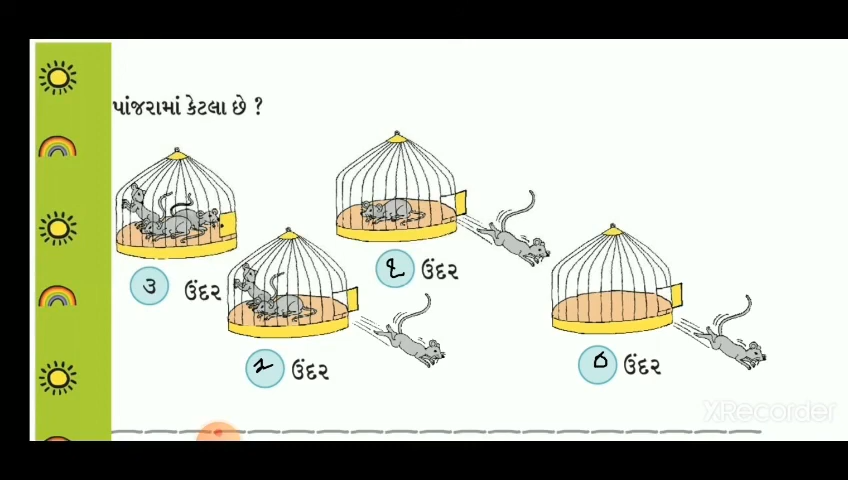 પાંજરામાં કેટલા છે ?
૩ ઉંદર
૨ ઉંદર
૧ ઉંદર
૦ ઉંદર
XRecorder